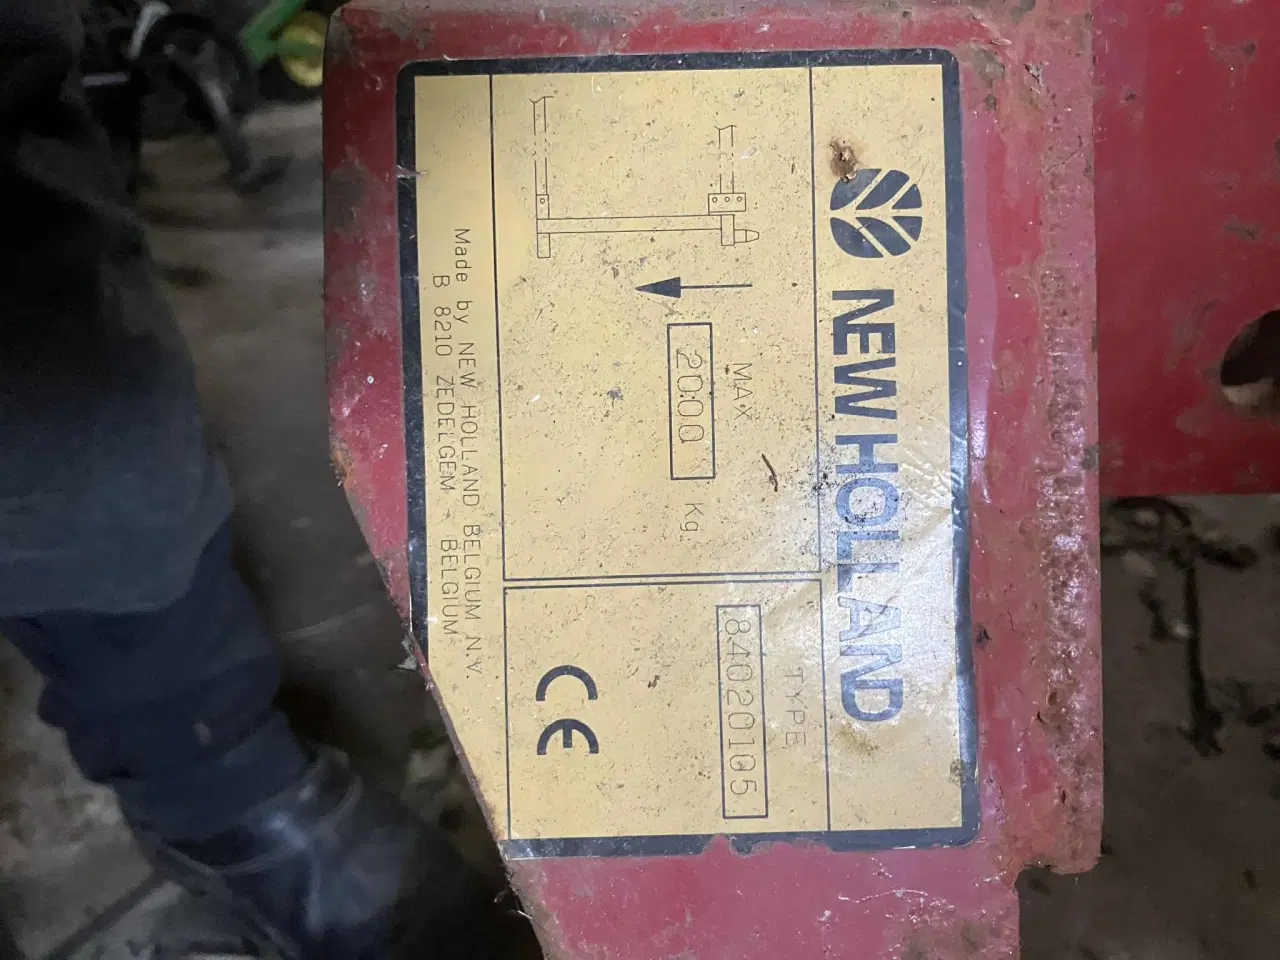 NEW HOLLAND
MAX
2000 Kg
TYPE
84020105
CE
Made by NEW HOLLAND BELGIUM N.V.
B 8210 ZEDELGEM - BELGIUM